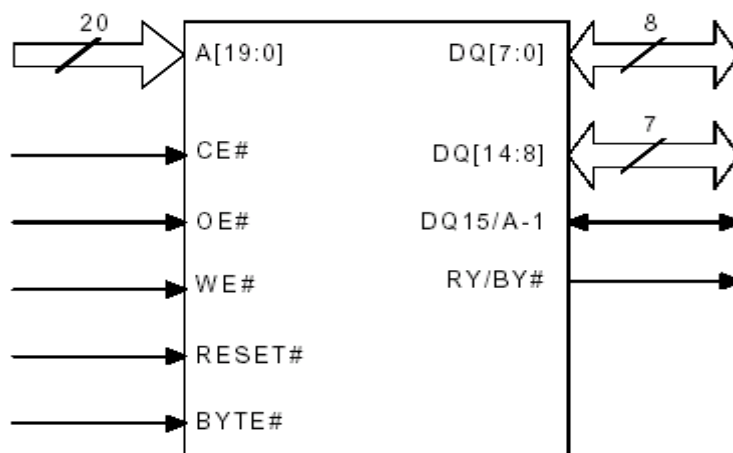 20
8
A[19:0]
DQ[7:0]
7
CE#
DQ[14:8]
OE#
DQ15/A-1
WE#
RY/BY#
RESET#
BYTE#